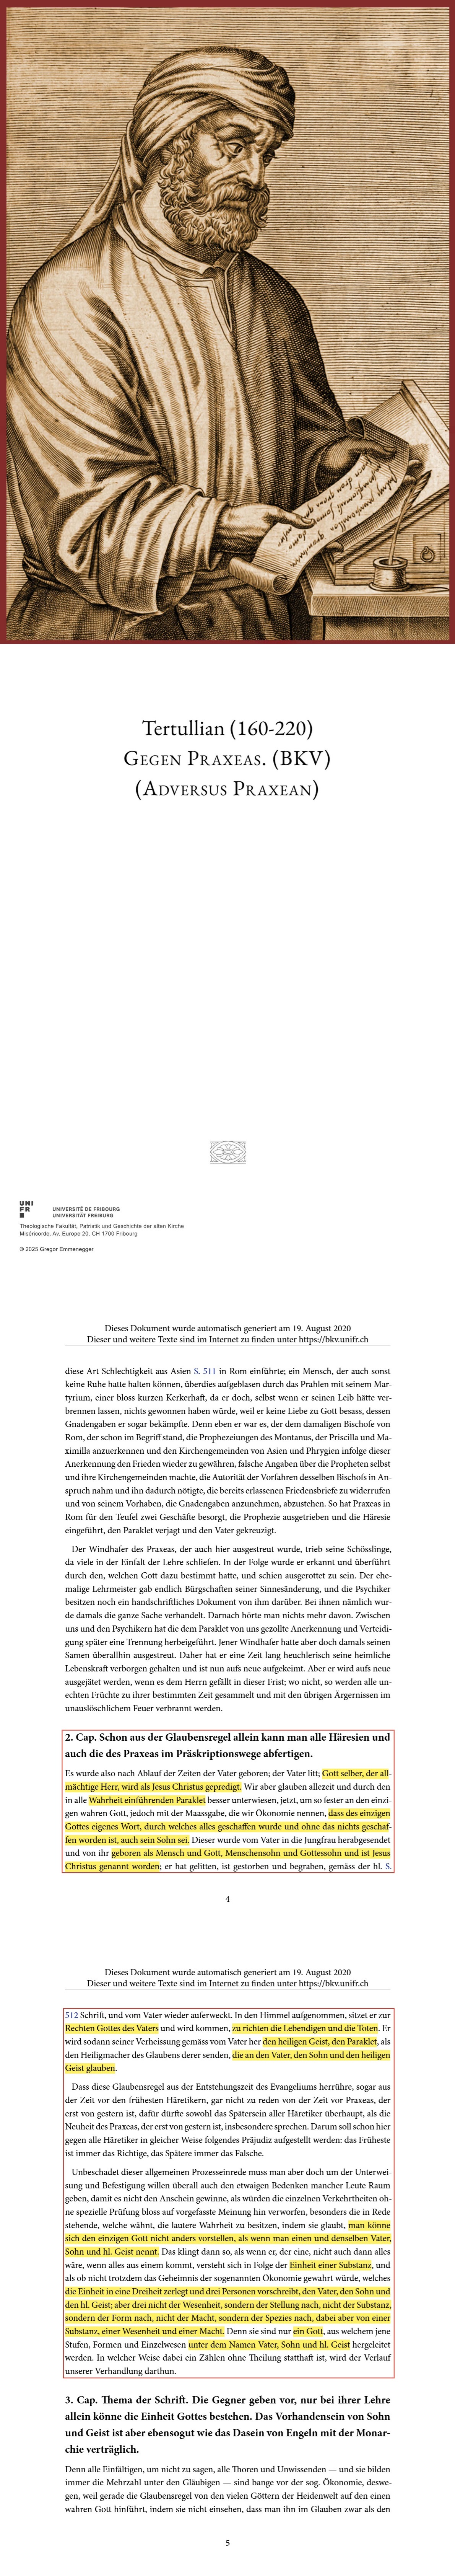 Tertullian (160-220)
GEGEN PRAXEAS. (BKV)
(ADVERSUS PRAXEAN)
UNI
FR
UNIVERSITÉ DE FRIBOURG
UNIVERSITÄT FREIBURG
Theologische Fakultät, Patristik und Geschichte der alten Kirche
Miséricorde, Av. Europe 20, CH 1700 Fribourg
© 2025 Gregor Emmenegger
Dieses Dokument wurde automatisch generiert am 19. August 2020
Dieser und weitere Texte sind im Internet zu finden unter https://bkv.unifr.ch
diese Art Schlechtigkeit aus Asien S. 511 in Rom einführte; ein Mensch, der auch sonst
keine Ruhe hatte halten können, überdies aufgeblasen durch das Prahlen mit seinem Mar-
tyrium, einer bloss kurzen Kerkerhaft, da er doch, selbst wenn er seinen Leib hätte ver-
brennen lassen, nichts gewonnen haben würde, weil er keine Liebe zu Gott besass, dessen
Gnadengaben er sogar bekämpfte. Denn eben er war es, der dem damaligen Bischofe von
Rom, der schon im Begriff stand, die Prophezeiungen des Montanus, der Priscilla und Ma-
ximilla anzuerkennen und den Kirchengemeinden von Asien und Phrygien infolge dieser
Anerkennung den Frieden wieder zu gewähren, falsche Angaben über die Propheten selbst
und ihre Kirchengemeinden machte, die Autorität der Vorfahren desselben Bischofs in An-
spruch nahm und ihn dadurch nötigte, die bereits erlassenen Friedensbriefe zu widerrufen
und von seinem Vorhaben, die Gnadengaben anzunehmen, abzustehen. So hat Praxeas in
Rom für den Teufel zwei Geschäfte besorgt, die Prophezie ausgetrieben und die Häresie
eingeführt, den Paraklet verjagt und den Vater gekreuzigt.
Der Windhafer des Praxeas, der auch hier ausgestreut wurde, trieb seine Schösslinge,
da viele in der Einfalt der Lehre schliefen. In der Folge wurde er erkannt und überführt
durch den, welchen Gott dazu bestimmt hatte, und schien ausgerottet zu sein. Der ehe-
malige Lehrmeister gab endlich Bürgschaften seiner Sinnesänderung, und die Psychiker
besitzen noch ein handschriftliches Dokument von ihm darüber. Bei ihnen nämlich wur-
de damals die ganze Sache verhandelt. Darnach hörte man nichts mehr davon. Zwischen
uns und den Psychikern hat die dem Paraklet von uns gezollte Anerkennung und Verteidi-
gung später eine Trennung herbeigeführt. Jener Windhafer hatte aber doch damals seinen
Samen überallhin ausgestreut. Daher hat er eine Zeit lang heuchlerisch seine heimliche
Lebenskraft verborgen gehalten und ist nun aufs neue aufgekeimt. Aber er wird aufs neue
ausgejätet werden, wenn es dem Herrn gefällt in dieser Frist; wo nicht, so werden alle un-
echten Früchte zu ihrer bestimmten Zeit gesammelt und mit den übrigen Ärgernissen im
unauslöschlichem Feuer verbrannt werden.
2. Cap. Schon aus der Glaubensregel allein kann man alle Häresien und
auch die des Praxeas im Präskriptionswege abfertigen.
Es wurde also nach Ablauf der Zeiten der Vater geboren; der Vater litt; Gott selber, der all-
mächtige Herr, wird als Jesus Christus gepredigt. Wir aber glauben allezeit und durch den
in alle Wahrheit einführenden Paraklet besser unterwiesen, jetzt, um so fester an den einzi-
gen wahren Gott, jedoch mit der Maassgabe, die wir Ökonomie nennen, dass des einzigen
Gottes eigenes Wort, durch welches alles geschaffen wurde und ohne das nichts geschaf-
fen worden ist, auch sein Sohn sei. Dieser wurde vom Vater in die Jungfrau herabgesendet
und von ihr geboren als Mensch und Gott, Menschensohn und Gottessohn und ist Jesus
Christus genannt worden; er hat gelitten, ist gestorben und begraben, gemäss der hl. S.
4
Dieses Dokument wurde automatisch generiert am 19. August 2020
Dieser und weitere Texte sind im Internet zu finden unter https://bkv.unifr.ch
512 Schrift, und vom Vater wieder auferweckt. In den Himmel aufgenommen, sitzet er zur
Rechten Gottes des Vaters und wird kommen, zu richten die Lebendigen und die Toten. Er
wird sodann seiner Verheissung gemäss vom Vater her den heiligen Geist, den Paraklet, als
den Heiligmacher des Glaubens derer senden, die an den Vater, den Sohn und den heiligen
Geist glauben.
Dass diese Glaubensregel aus der Entstehungszeit des Evangeliums herrühre, sogar aus
der Zeit vor den frühesten Häretikern, gar nicht zu reden von der Zeit vor Praxeas, der
erst von gestern ist, dafür dürfte sowohl das Spätersein aller Häretiker überhaupt, als die
Neuheit des Praxeas, der erst von gestern ist, insbesondere sprechen. Darum soll schon hier
gegen alle Häretiker in gleicher Weise folgendes Präjudiz aufgestellt werden: das Früheste
ist immer das Richtige, das Spätere immer das Falsche.
Unbeschadet dieser allgemeinen Prozesseinrede muss man aber doch um der Unterwei-
sung und Befestigung willen überall auch den etwaigen Bedenken mancher Leute Raum
geben, damit es nicht den Anschein gewinne, als würden die einzelnen Verkehrtheiten oh-
ne spezielle Prüfung bloss auf vorgefasste Meinung hin verworfen, besonders die in Rede
stehende, welche wähnt, die lautere Wahrheit zu besitzen, indem sie glaubt, man könne
sich den einzigen Gott nicht anders vorstellen, als wenn man einen und denselben Vater,
Sohn und hl. Geist nennt. Das klingt dann so, als wenn er, der eine, nicht auch dann alles
wäre, wenn alles aus einem kommt, versteht sich in Folge der Einheit einer Substanz, und
als ob nicht trotzdem das Geheimnis der sogenannten Ökonomie gewahrt würde, welches
die Einheit in eine Dreiheit zerlegt und drei Personen vorschreibt, den Vater, den Sohn und
den hl. Geist; aber drei nicht der Wesenheit, sondern der Stellung nach, nicht der Substanz,
sondern der Form nach, nicht der Macht, sondern der Spezies nach, dabei aber von einer
Substanz, einer Wesenheit und einer Macht. Denn sie sind nur ein Gott, aus welchem jene
Stufen, Formen und Einzelwesen unter dem Namen Vater, Sohn und hl. Geist hergeleitet
werden. In welcher Weise dabei ein Zählen ohne Theilung statthaft ist, wird der Verlauf
unserer Verhandlung darthun.
3. Cap. Thema der Schrift. Die Gegner geben vor, nur bei ihrer Lehre
allein könne die Einheit Gottes bestehen. Das Vorhandensein von Sohn
und Geist ist aber ebensogut wie das Dasein von Engeln mit der Monar-
chie verträglich.
Denn alle Einfältigen, um nicht zu sagen, alle Thoren und Unwissenden — und sie bilden
immer die Mehrzahl unter den Gläubigen — sind bange vor der sog. Ökonomie, deswe-
gen, weil gerade die Glaubensregel von den vielen Göttern der Heidenwelt auf den einen
wahren Gott hinführt, indem sie nicht einsehen, dass man ihn im Glauben zwar als den
5